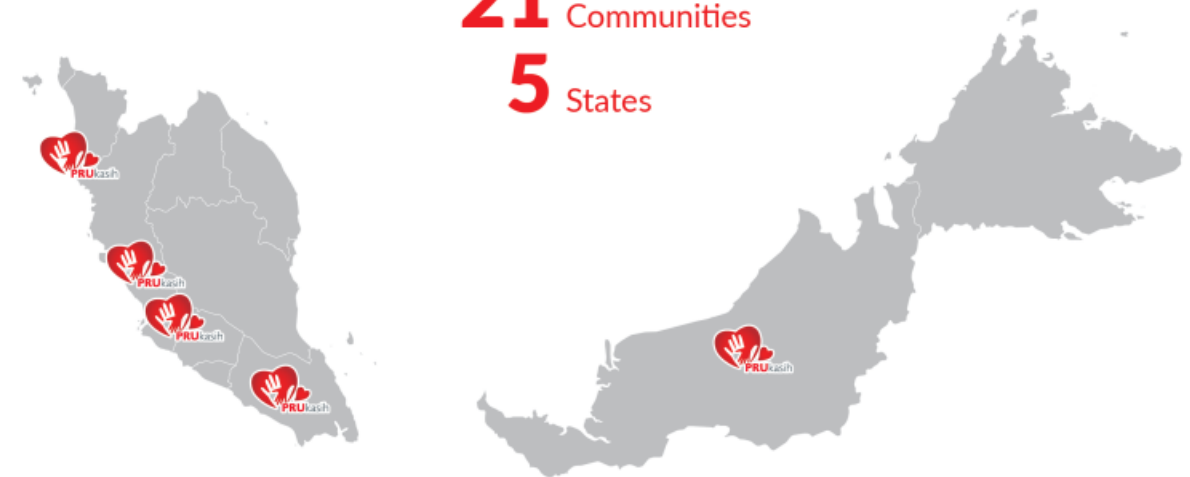 21 Communities
5 States
PRUkasih
PRUkasih
PRUkasih
PRUkasih
PRUkasih